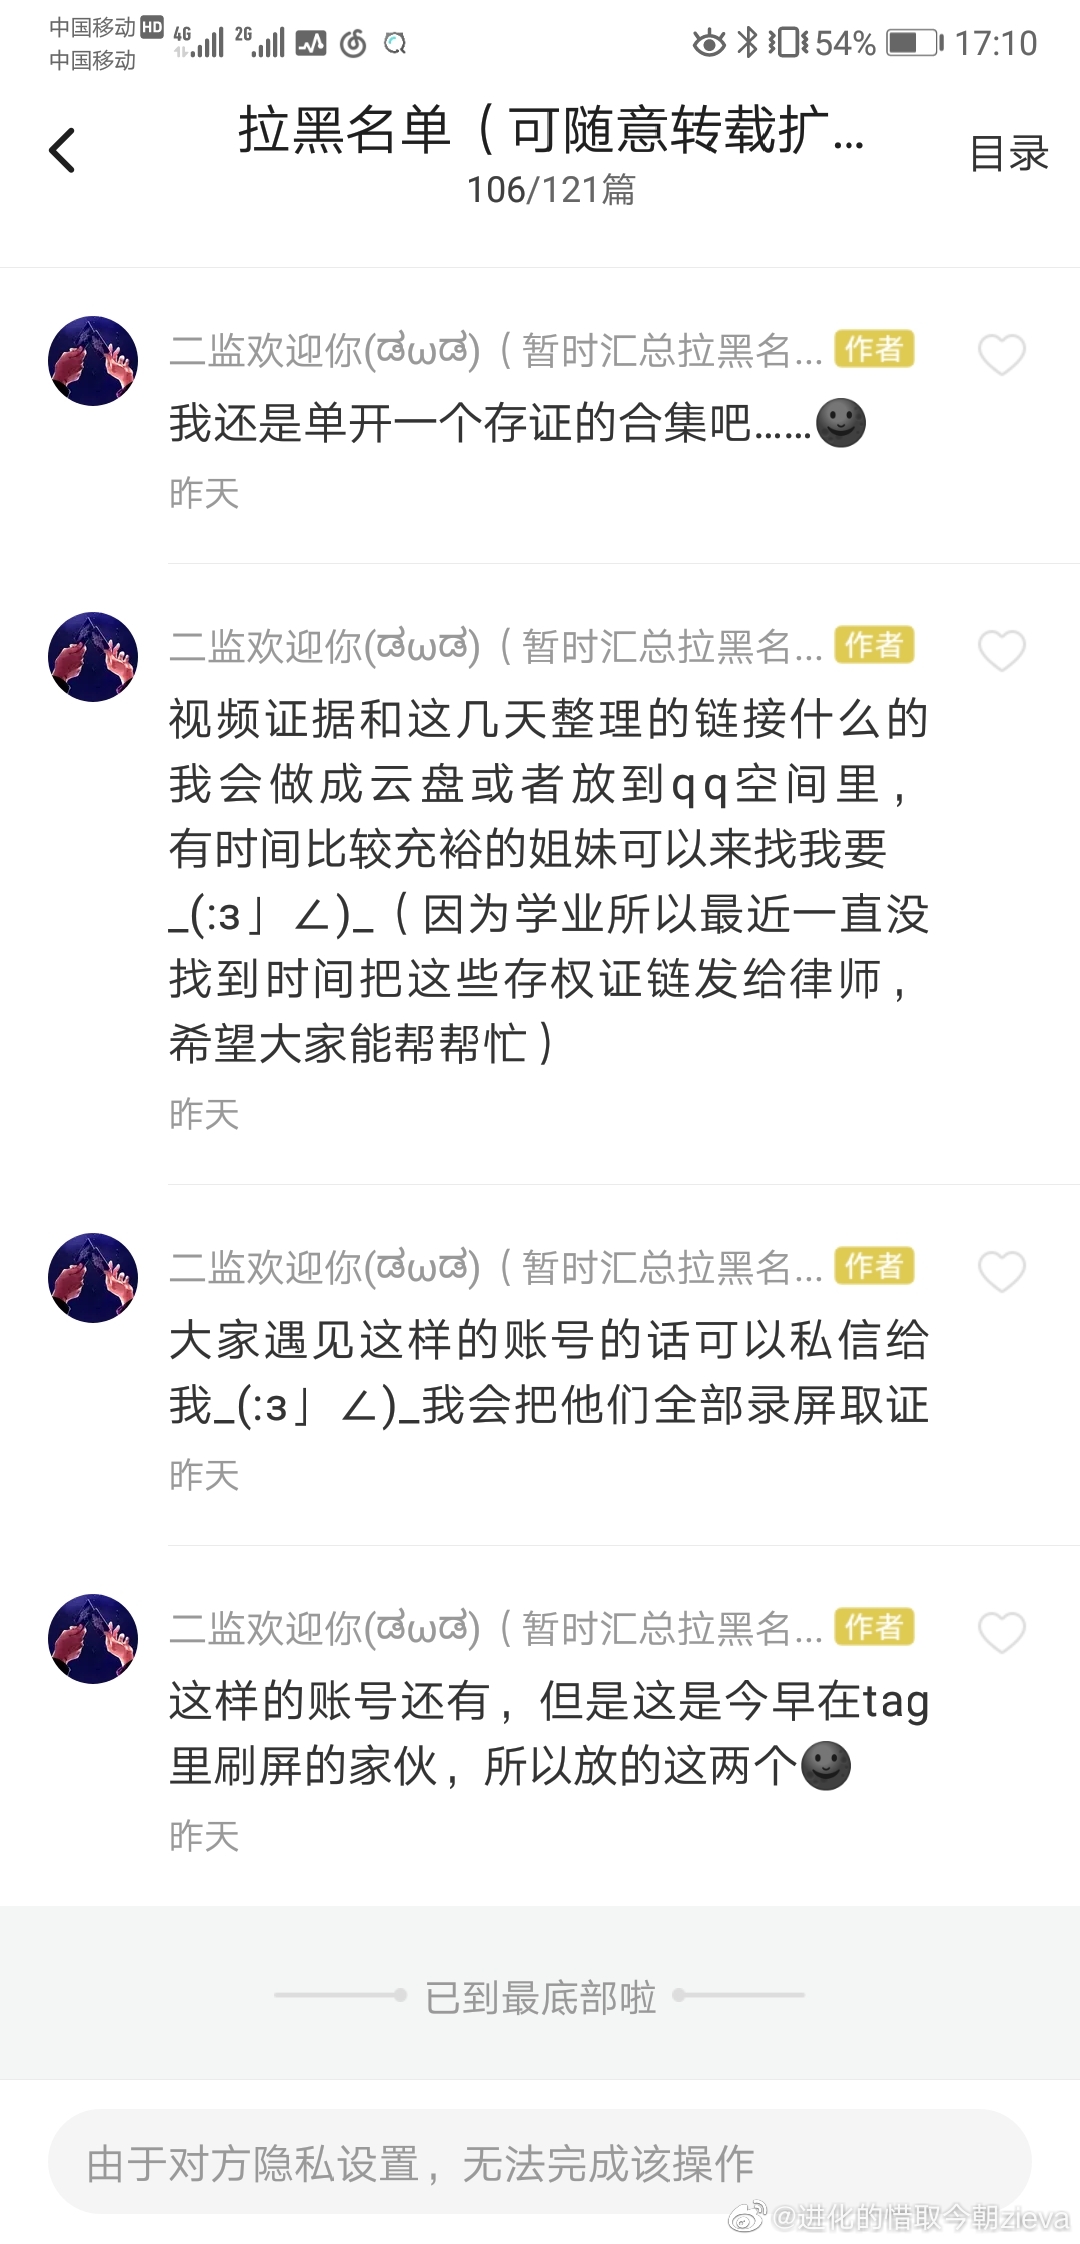 中国移动 HD 4G 2G 54% 17:10
中国移动
拉黑名单（可随意转载扩...
106/121篇
目录
二监欢迎你(ಡωಡ)（暂时汇总拉黑名... 作者
我还是单开一个存证的合集吧……🌚
昨天
二监欢迎你(ಡωಡ)（暂时汇总拉黑名... 作者
视频证据和这几天整理的链接什么的
我会做成云盘或者放到qq空间里，
有时间比较充裕的姐妹可以来找我要
_(:з」∠)_（因为学业所以最近一直没
找到时间把这些存权证链发给律师，
希望大家能帮帮忙）
昨天
二监欢迎你(ಡωಡ)（暂时汇总拉黑名... 作者
大家遇见这样的账号的话可以私信给
我_(:з」∠)_我会把他们全部录屏取证
昨天
二监欢迎你(ಡωಡ)（暂时汇总拉黑名... 作者
这样的账号还有，但是这是今早在tag
里刷屏的家伙，所以放的这两个🌚
昨天
已到最底部啦
由于对方隐私设置，无法完成该操作
@进化的惜取今朝zieva